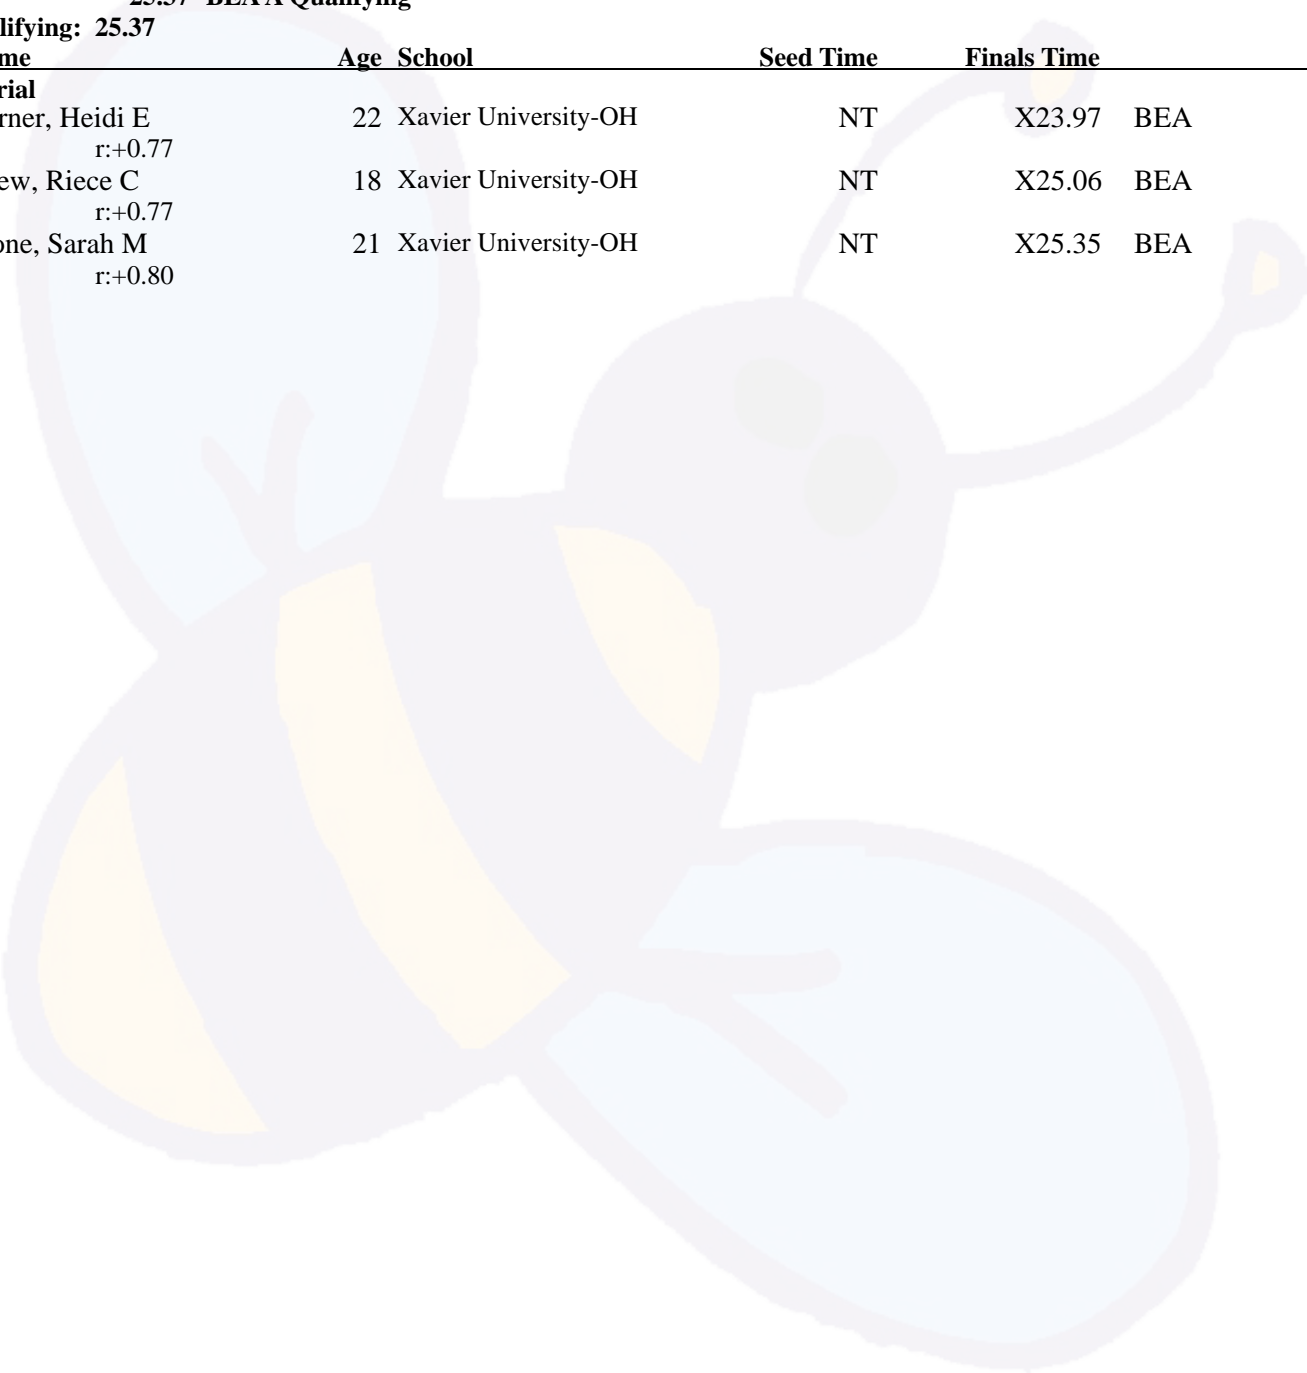 25.37 BEA A Qualifying
lifying: 25.37
me Age School Seed Time Finals Time
rial
rner, Heidi E 22 Xavier University-OH NT X23.97 BEA
r:+0.77
ew, Riece C 18 Xavier University-OH NT X25.06 BEA
r:+0.77
one, Sarah M 21 Xavier University-OH NT X25.35 BEA
r:+0.80